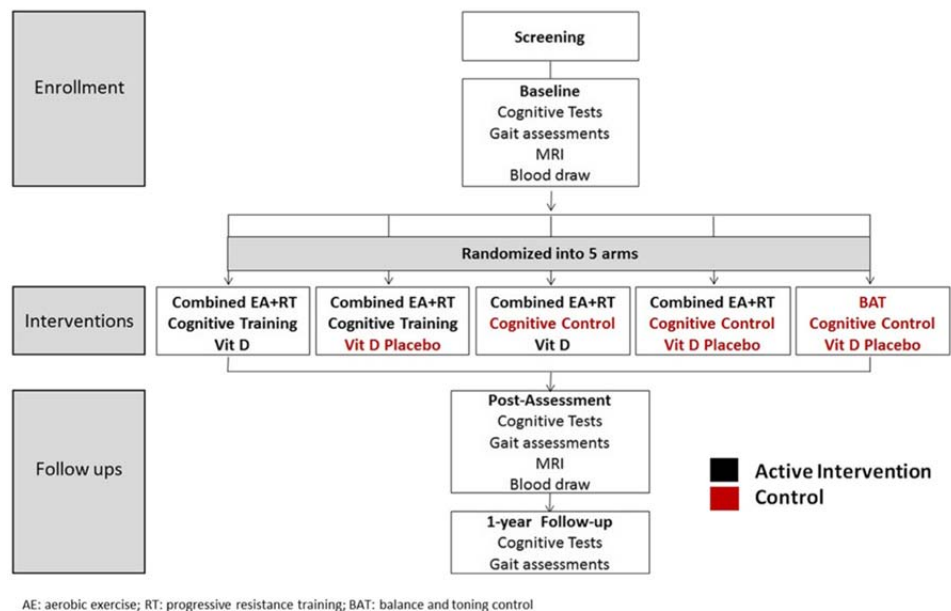 Enrollment
Screening
Baseline
Cognitive Tests
Gait assessments
MRI
Blood draw
Randomized into 5 arms
Interventions
Combined EA+RT
Cognitive Training
Vit D
Combined EA+RT
Cognitive Training
Vit D Placebo
Combined EA+RT
Cognitive Control
Vit D
Combined EA+RT
Cognitive Control
Vit D Placebo
BAT
Cognitive Control
Vit D Placebo
Follow ups
Post-Assessment
Cognitive Tests
Gait assessments
MRI
Blood draw
1-year Follow-up
Cognitive Tests
Gait assessments
Active Intervention
Control
AE: aerobic exercise; RT: progressive resistance training; BAT: balance and toning control